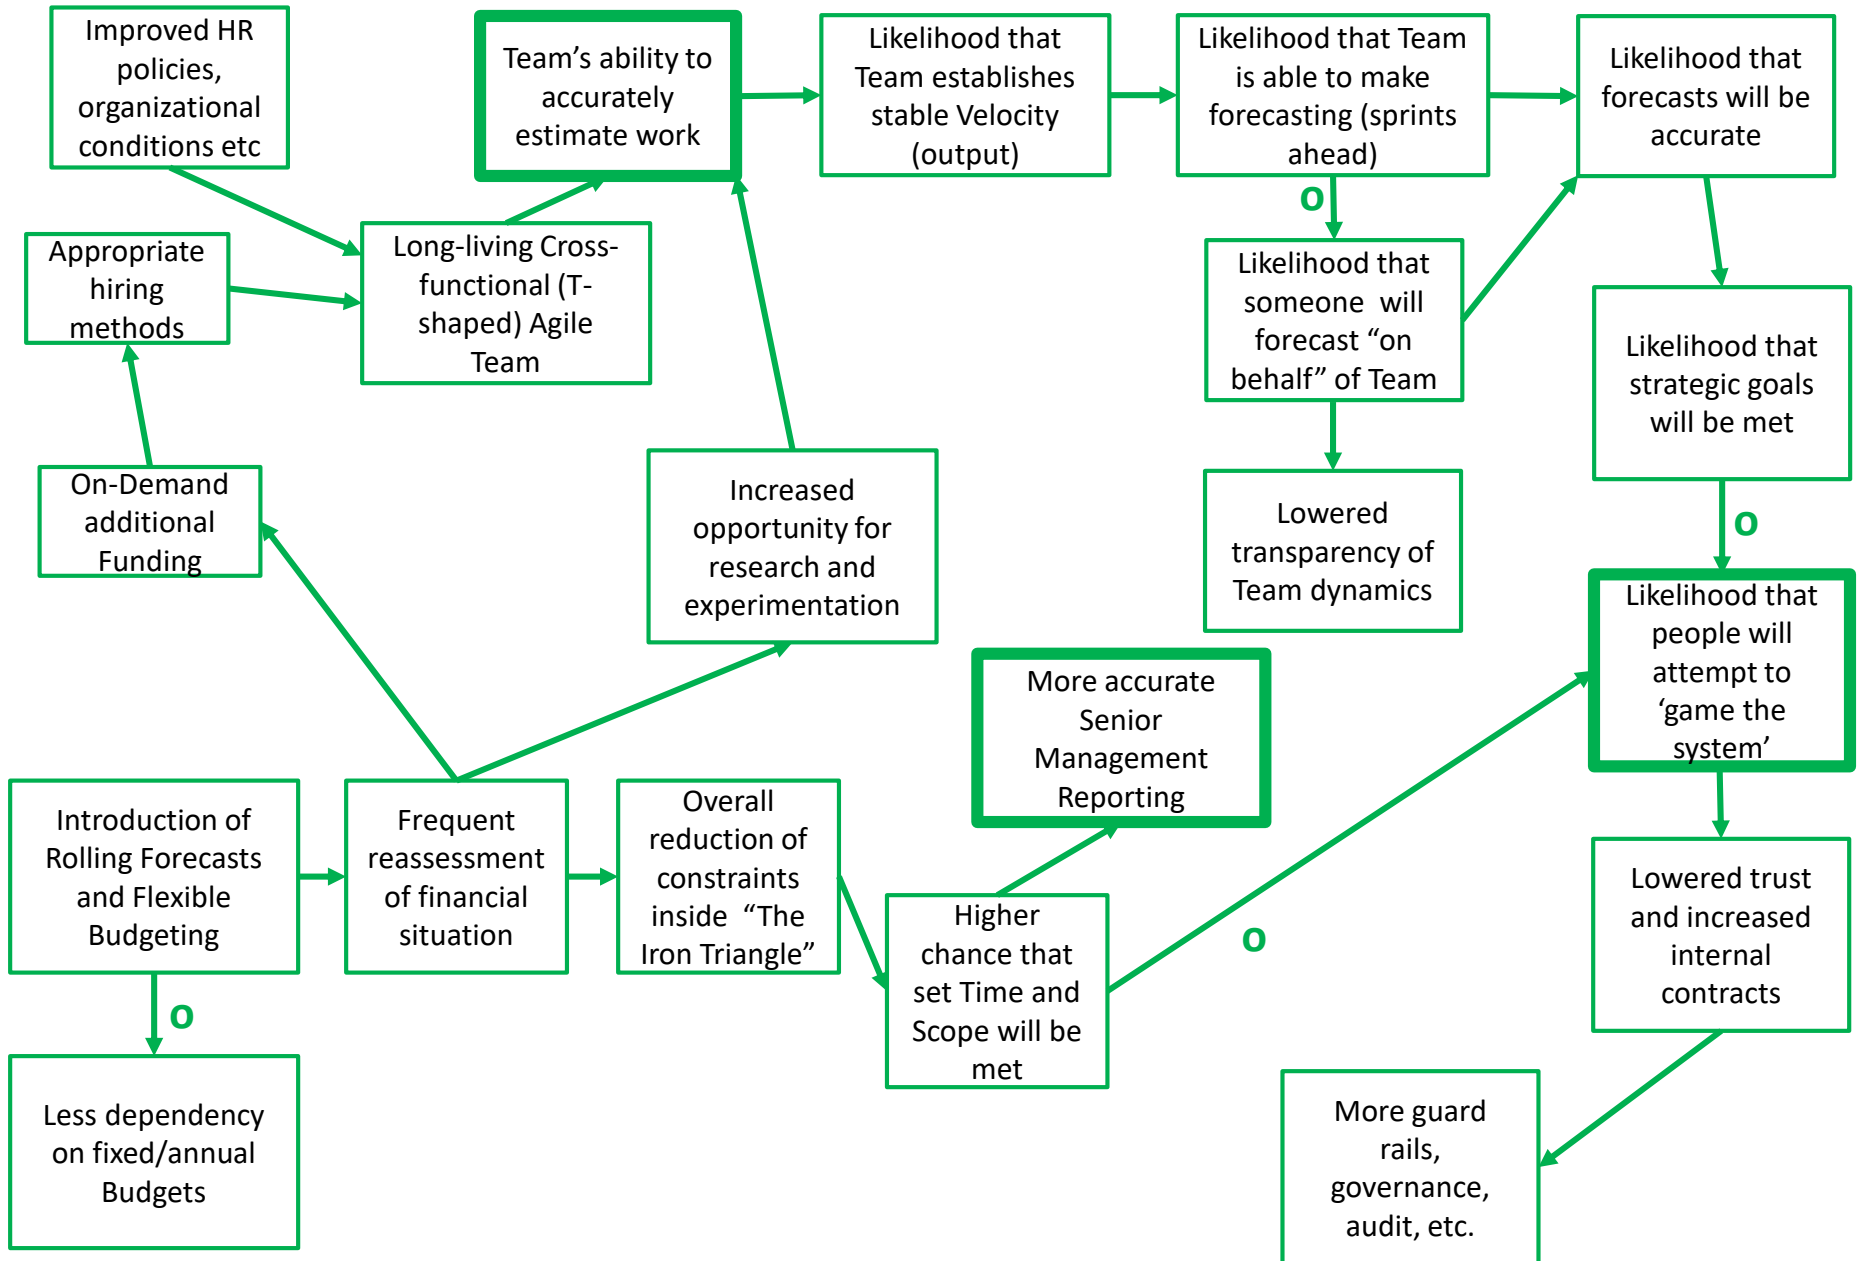 Improved HR
policies,
organizational
conditions etc
Team’s ability to
accurately
estimate work
Likelihood that
Team establishes
stable Velocity
(output)
Likelihood that Team
is able to make
forecasting (sprints
ahead)
Likelihood that
forecasts will be
accurate
O
Appropriate
hiring
methods
Long-living Cross-
functional (T-
shaped) Agile
Team
Likelihood that
someone will
forecast “on
behalf” of Team
Likelihood that
strategic goals
will be met
On-Demand
additional
Funding
Increased
opportunity for
research and
experimentation
Lowered
transparency of
Team dynamics
O
Likelihood that
people will
attempt to
‘game the
system’
More accurate
Senior
Management
Reporting
Introduction of
Rolling Forecasts
and Flexible
Budgeting
Frequent
reassessment
of financial
situation
Overall
reduction of
constraints
inside “The
Iron Triangle”
Higher
chance that
set Time and
Scope will be
met
O
Lowered trust
and increased
internal
contracts
O
Less dependency
on fixed/annual
Budgets
More guard
rails,
governance,
audit, etc.